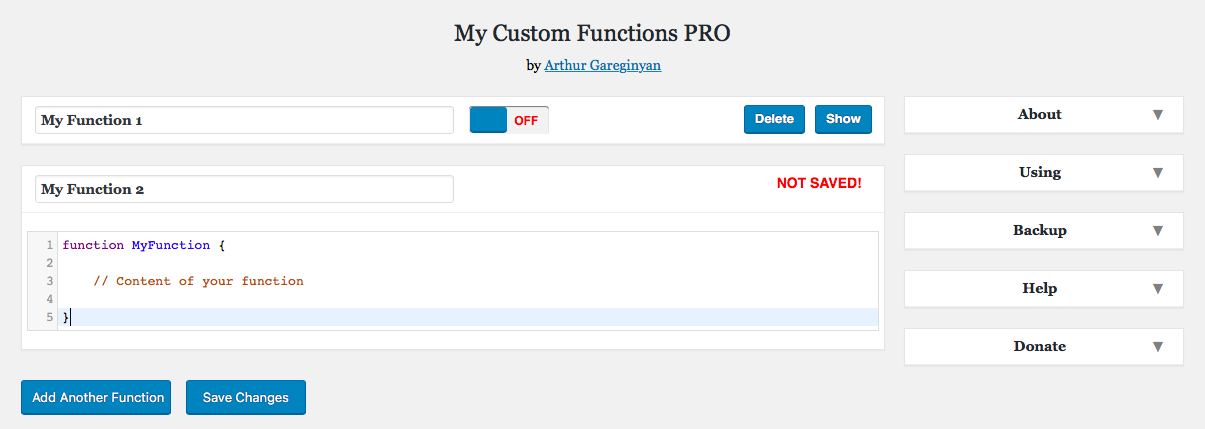 My Custom Functions PRO
by Arthur Gareginyan
My Function 1
OFF
Delete
Show
My Function 2
NOT SAVED!
1 function MyFunction {
2
3 // Content of your function
4
5 }
Add Another Function
Save Changes
About
Using
Backup
Help
Donate